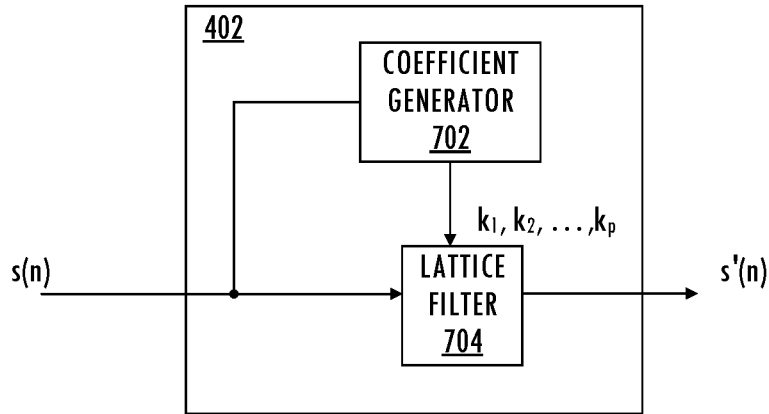 402
COEFFICIENT
GENERATOR
702
k1, k2, ...,kp
s(n)
LATTICE
FILTER
704
s'(n)